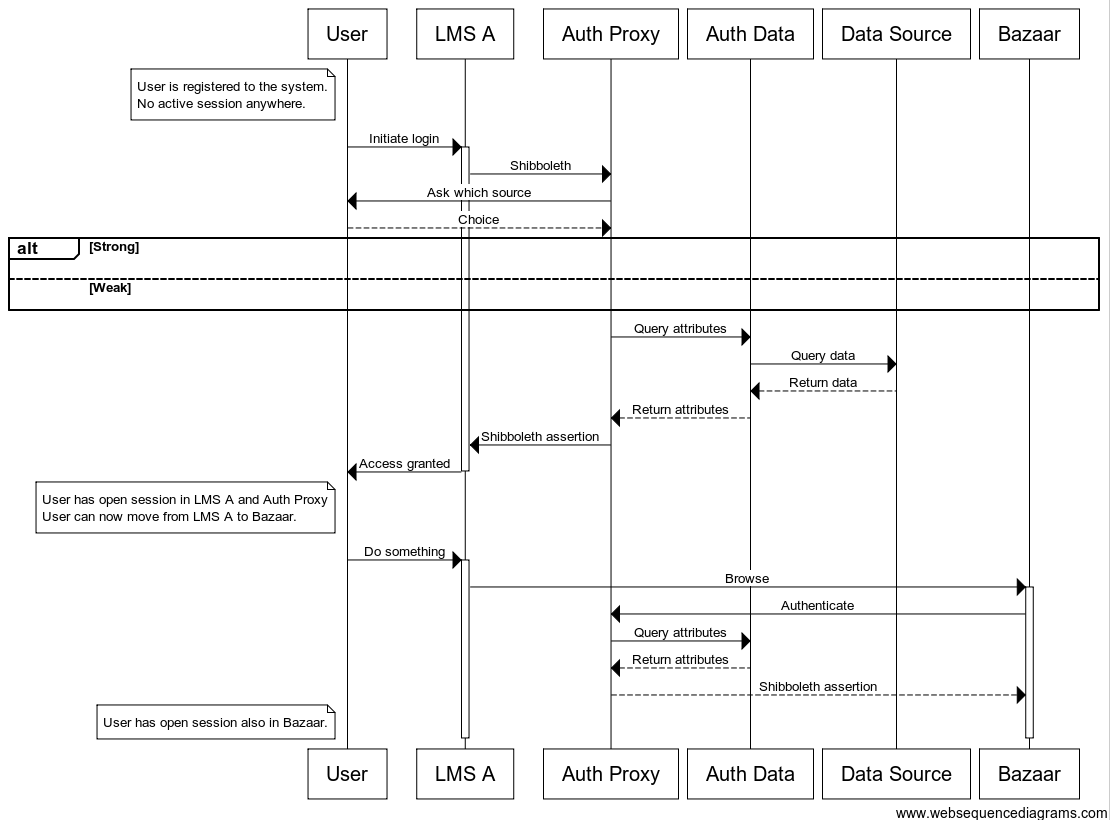 User
LMS A
Auth Proxy
Auth Data
Data Source
Bazaar
User is registered to the system.
No active session anywhere.
Initiate login
Shibboleth
Ask which source
Choice
alt
[Strong]
[Weak]
Query attributes
Query data
Return data
Return attributes
Shibboleth assertion
Access granted
User has open session in LMS A and Auth Proxy
User can now move from LMS A to Bazaar.
Do something
Browse
Authenticate
Query attributes
Return attributes
Shibboleth assertion
User has open session also in Bazaar.
User
LMS A
Auth Proxy
Auth Data
Data Source
Bazaar
www.websequencediagrams.com